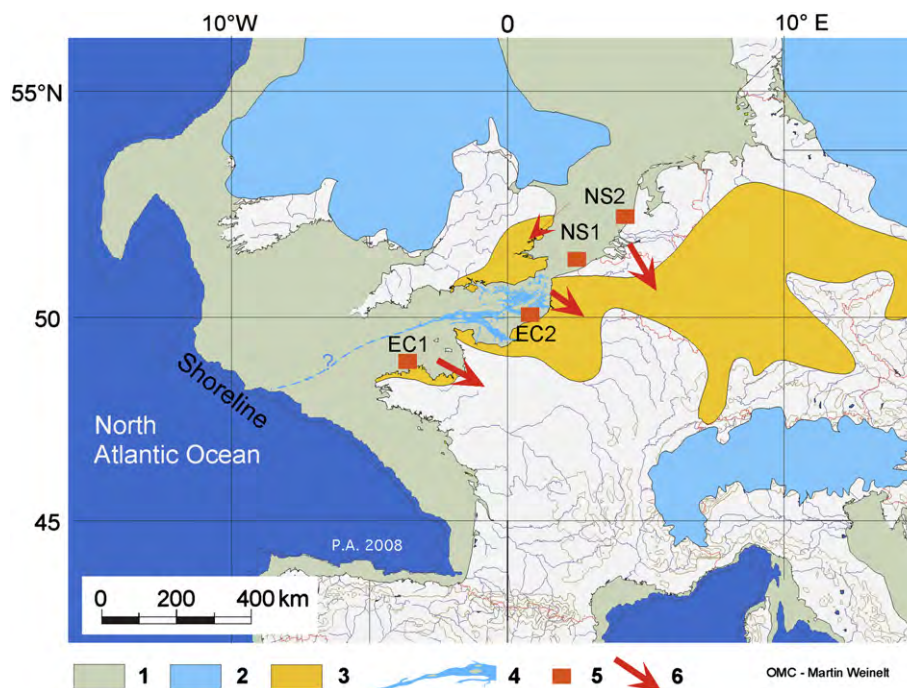 10°W 0 10° E
55°N
NS2
NS1
50
EC1
EC2
?
Shoreline
North
Atlantic Ocean
45
P.A. 2008
0 200 400 km
1 2 3 4 5 6
OMC - Martin Weinelt